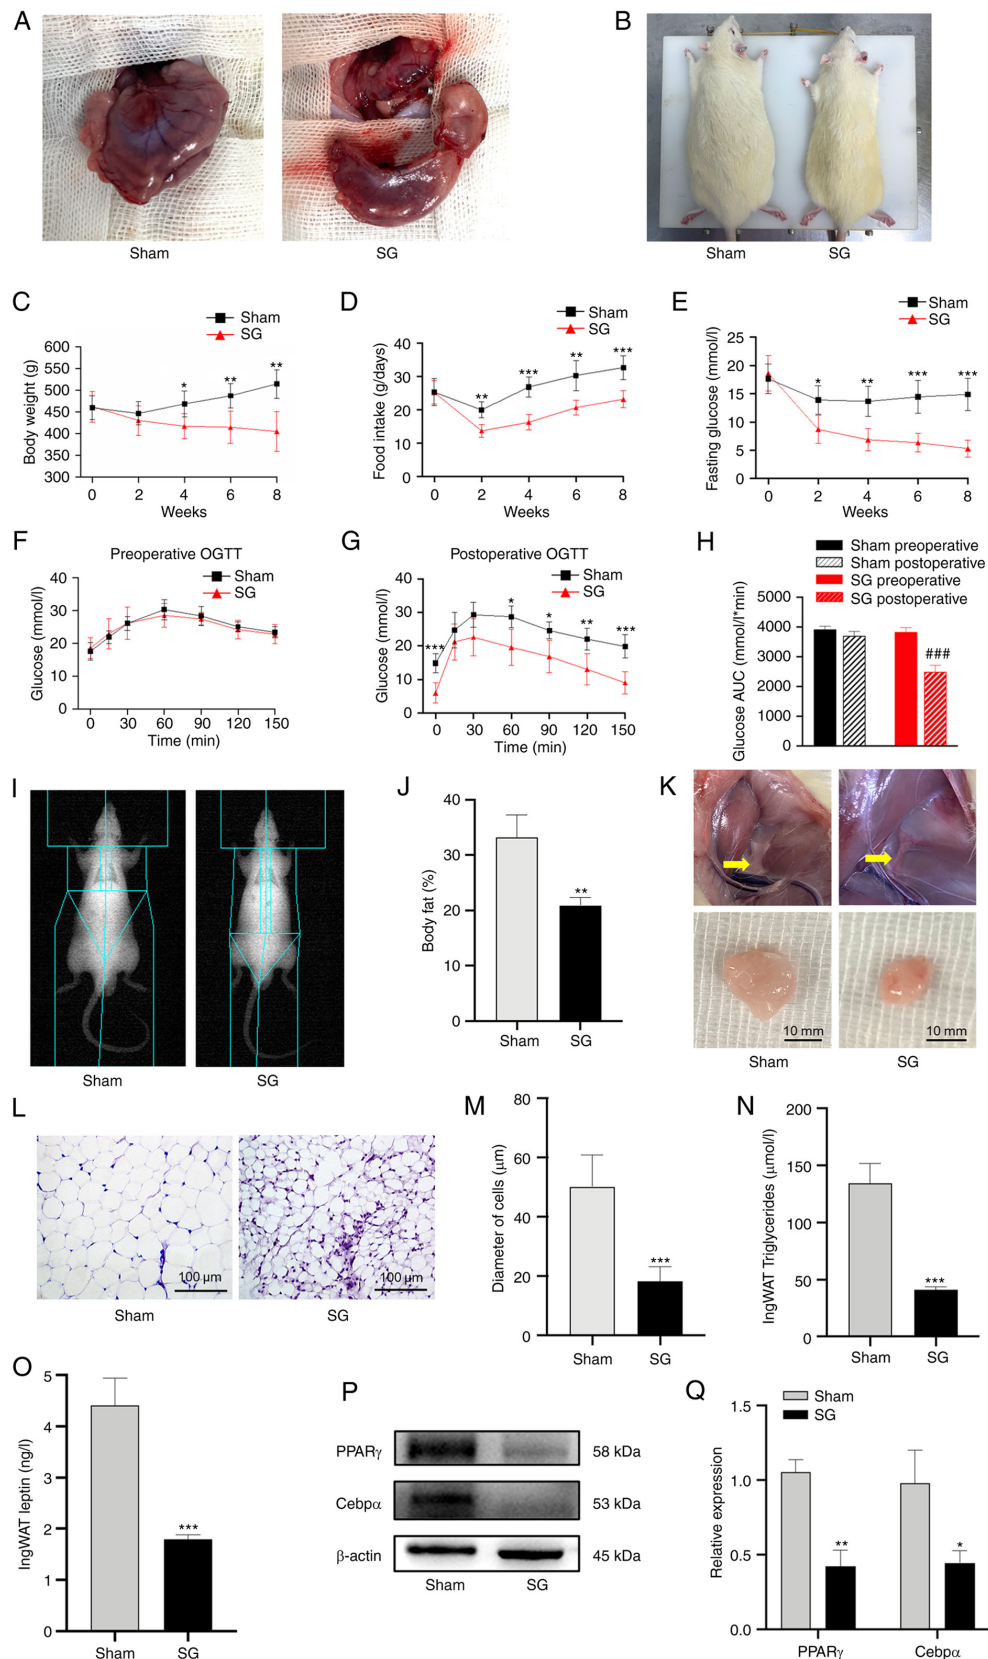 A
B
Sham
SG
Sham
SG
C
Sham
SG
Body weight (g)
600
550
500
450
400
350
300
*
**
**
0
2
4
6
8
Weeks
D
Sham
SG
Food intake (g/days)
40
30
20
10
0
**
***
**
***
0
2
4
6
8
Weeks
E
Sham
SG
Fasting glucose (mmol/l)
25
20
15
10
5
0
*
**
***
***
0
2
4
6
8
Weeks
F
Preoperative OGTT
Sham
SG
Glucose (mmol/l)
40
30
20
10
0
0
30
60
90
120
150
Time (min)
G
Postoperative OGTT
Sham
SG
Glucose (mmol/l)
40
30
20
10
0
***
*
*
**
***
0
30
60
90
120
150
Time (min)
H
Sham preoperative
Sham postoperative
SG preoperative
SG postoperative
Glucose AUC (mmol/l*min)
5000
4000
3000
2000
1000
0
###
I
Sham
SG
J
Body fat (%)
40
30
20
10
0
**
Sham
SG
K
10 mm
10 mm
Sham
SG
L
100 µm
100 µm
Sham
SG
M
Diameter of cells (µm)
80
60
40
20
0
***
Sham
SG
N
IngWAT Triglycerides (µmol/l)
200
150
100
50
0
***
Sham
SG
O
IngWAT leptin (ng/l)
5
4
3
2
1
0
***
Sham
SG
P
PPARγ
58 kDa
Cebpα
53 kDa
β-actin
45 kDa
Sham
SG
Q
Sham
SG
Relative expression
1.5
1.0
0.5
0.0
**
*
PPARγ
Cebpα